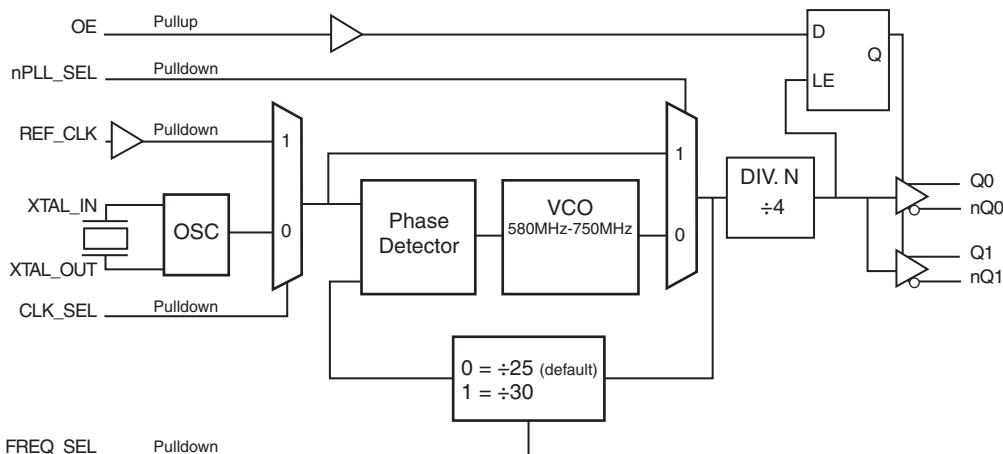 OE Pullup
D
Q
nPLL_SEL Pulldown
LE
REF_CLK Pulldown
1
1
XTAL_IN
OSC
0
XTAL_OUT
Phase
Detector
VCO
580MHz-750MHz
0
DIV. N
÷4
Q0
nQ0
Q1
nQ1
CLK_SEL Pulldown
0 = ÷25 (default)
1 = ÷30
FREQ_SEL Pulldown